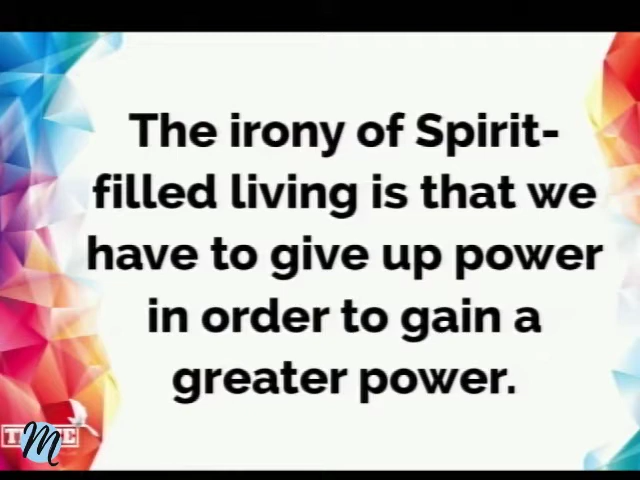 The irony of Spirit-
filled living is that we
have to give up power
in order to gain a
greater power.
M